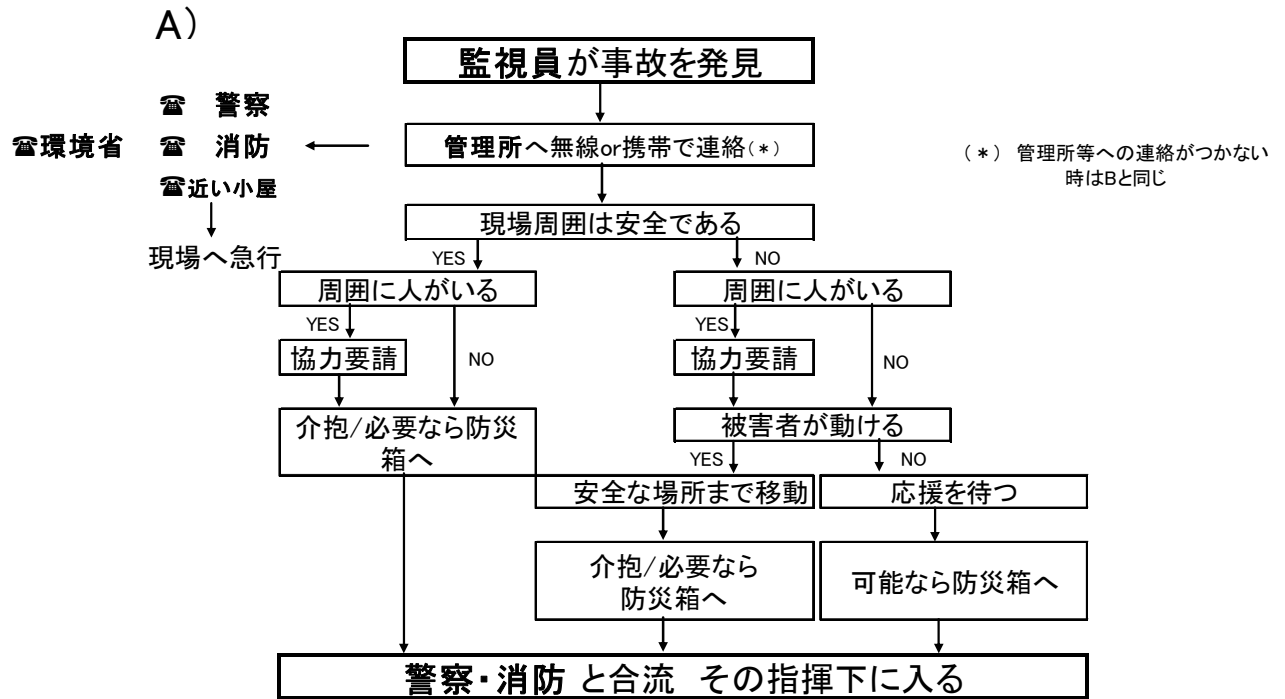 A)
監視員が事故を発見
☎ 警察
☎環境省 ☎ 消防
☎近い小屋
現場へ急行
管理所へ無線or携帯で連絡(*)
(*) 管理所等への連絡がつかない
時はBと同じ
現場周囲は安全である
YES NO
周囲に人がいる 周囲に人がいる
YES YES
協力要請 NO 協力要請 NO
介抱/必要なら防災
箱へ
被害者が動ける
YES NO
安全な場所まで移動 応援を待つ
介抱/必要なら
防災箱へ
可能なら防災箱へ
警察・消防 と合流 その指揮下に入る